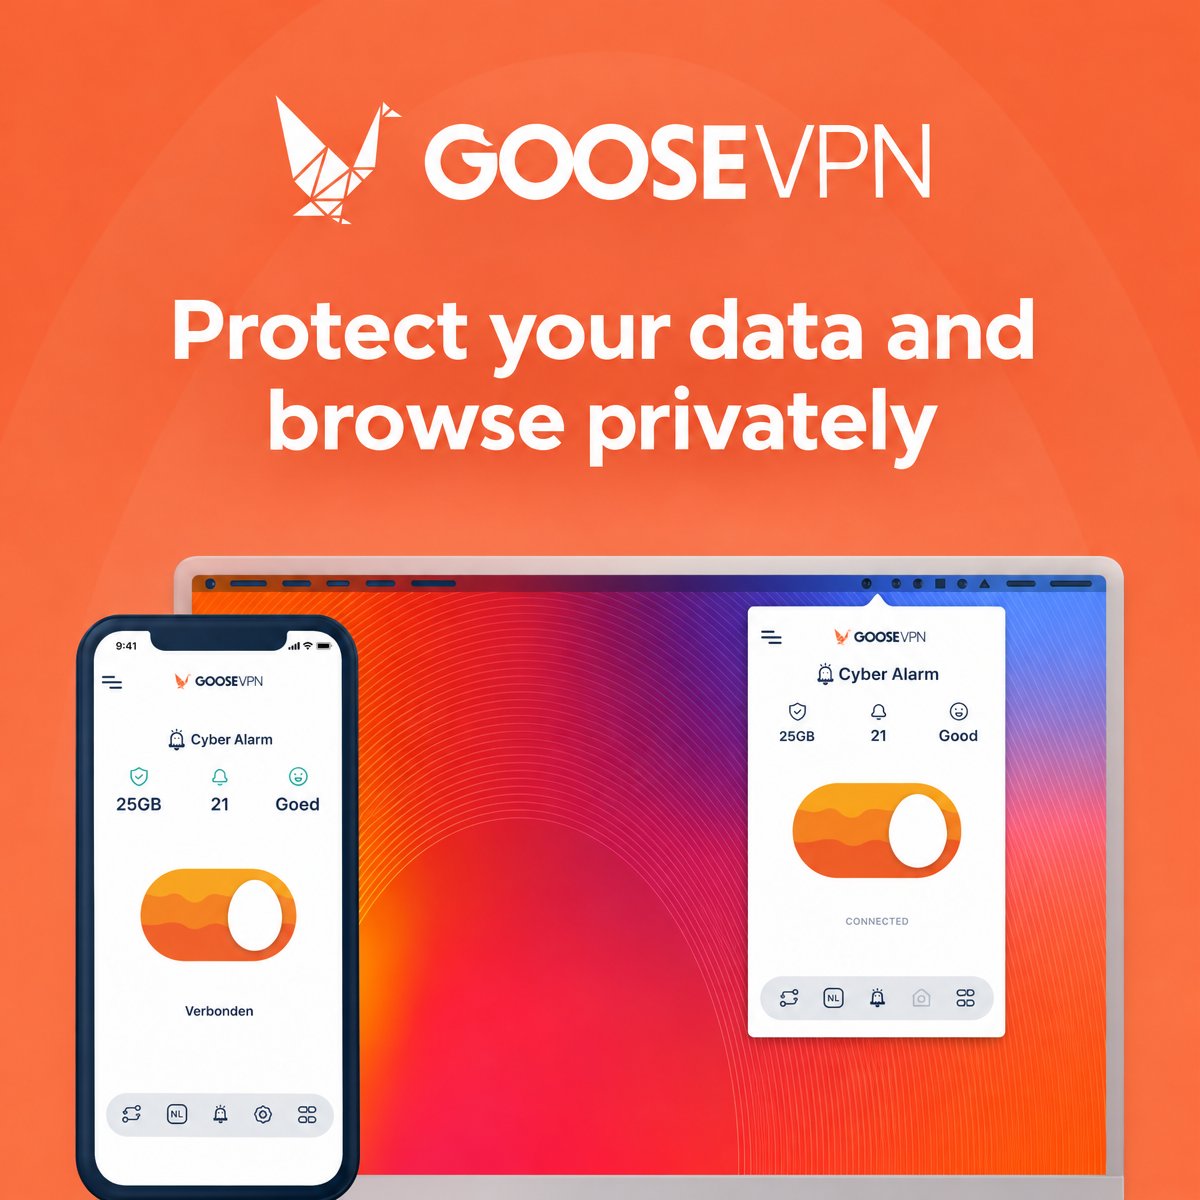 GOOSEVPN
Protect your data and
browse privately
9:41
GOOSEVPN
Cyber Alarm
25GB 21 Goed
Verbonden
NL
GOOSEVPN
Cyber Alarm
25GB 21 Good
CONNECTED
NL